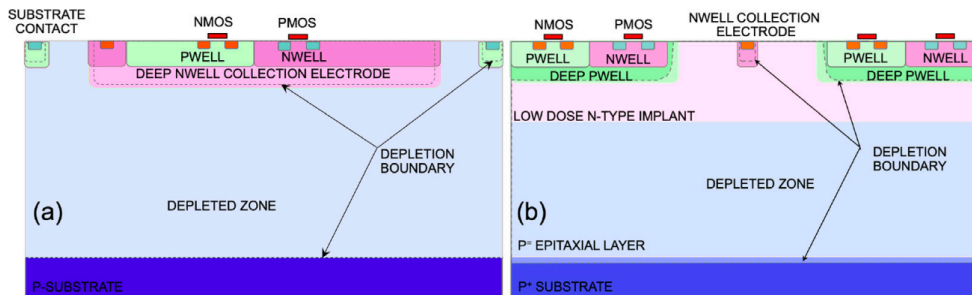 SUBSTRATE
CONTACT
NMOS
PMOS
PWELL
NWELL
DEEP NWELL COLLECTION ELECTRODE
DEPLETION
BOUNDARY
DEPLETED ZONE
(a)
P-SUBSTRATE
NMOS
PMOS
NWELL COLLECTION
ELECTRODE
PWELL
NWELL
DEEP PWELL
PWELL
NWELL
DEEP PWELL
LOW DOSE N-TYPE IMPLANT
DEPLETION
BOUNDARY
DEPLETED ZONE
(b)
P= EPITAXIAL LAYER
P+ SUBSTRATE